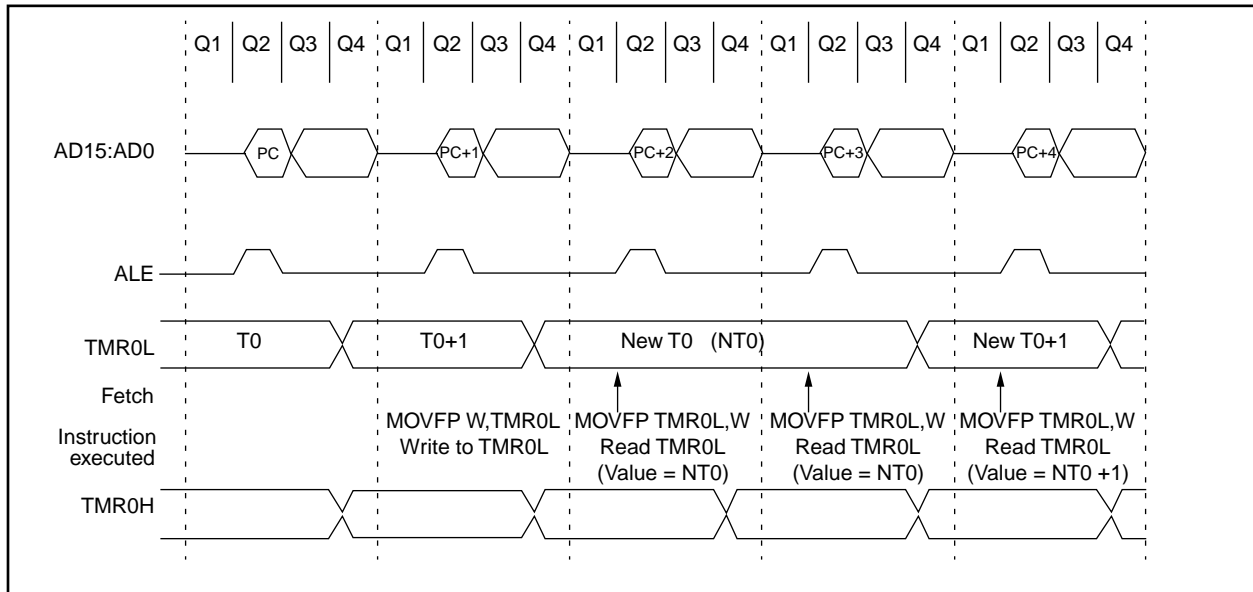 Q1 Q2 Q3 Q4 Q1 Q2 Q3 Q4 Q1 Q2 Q3 Q4 Q1 Q2 Q3 Q4 Q1 Q2 Q3 Q4
AD15:AD0 PC PC+1 PC+2 PC+3 PC+4
ALE
TMR0L T0 T0+1 New T0 (NT0) New T0+1
Fetch
MOVFP W,TMR0L MOVFP TMR0L,W MOVFP TMR0L,W MOVFP TMR0L,W
Instruction Write to TMR0L Read TMR0L Read TMR0L Read TMR0L
executed (Value = NT0) (Value = NT0) (Value = NT0 +1)
TMR0H